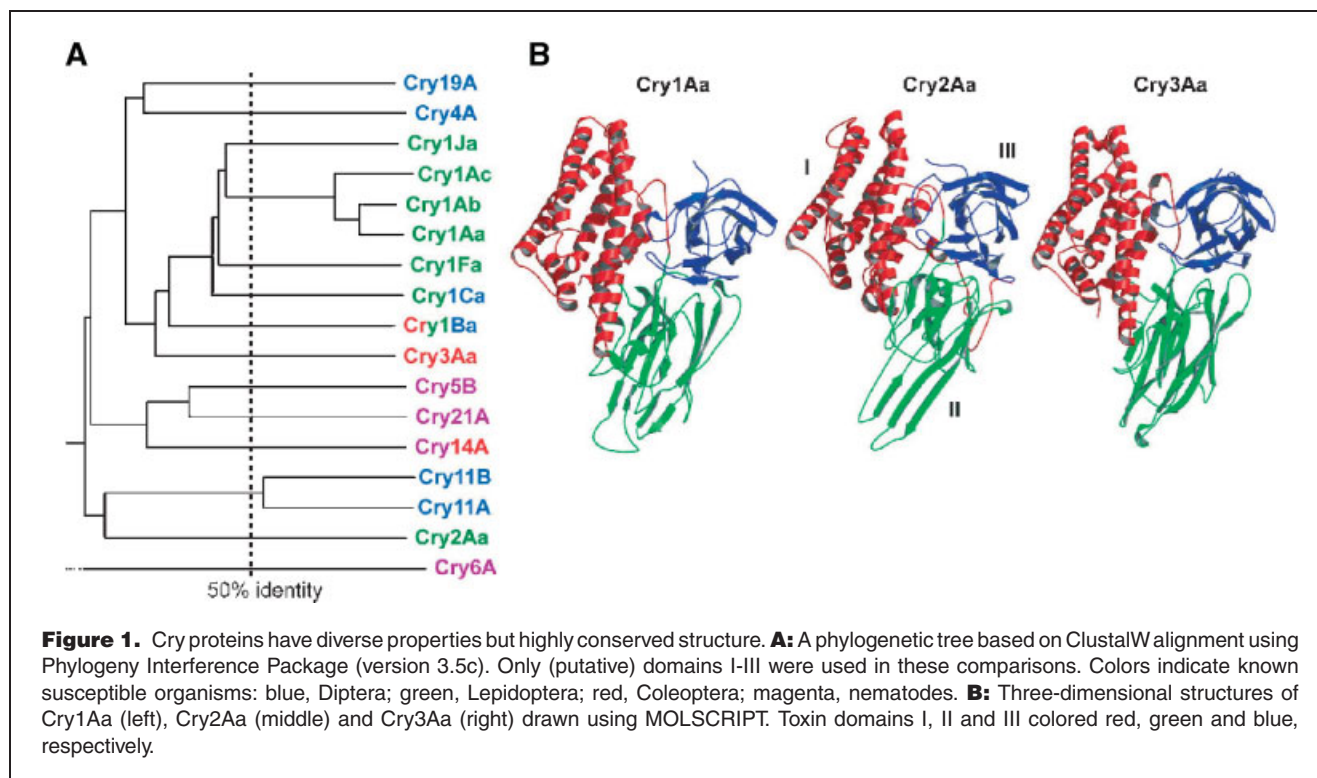 A
Cry19A
Cry4A
Cry1Ja
Cry1Ac
Cry1Ab
Cry1Aa
Cry1Fa
Cry1Ca
Cry1Ba
Cry3Aa
Cry5B
Cry21A
Cry14A
Cry11B
Cry11A
Cry2Aa
Cry6A
50% identity
B
Cry1Aa
Cry2Aa
Cry3Aa
I
III
II
Figure 1. Cry proteins have diverse properties but highly conserved structure. A: A phylogenetic tree based on ClustalW alignment using
Phylogeny Interference Package (version 3.5c). Only (putative) domains I-III were used in these comparisons. Colors indicate known
susceptible organisms: blue, Diptera; green, Lepidoptera; red, Coleoptera; magenta, nematodes. B: Three-dimensional structures of
Cry1Aa (left), Cry2Aa (middle) and Cry3Aa (right) drawn using MOLSCRIPT. Toxin domains I, II and III colored red, green and blue,
respectively.